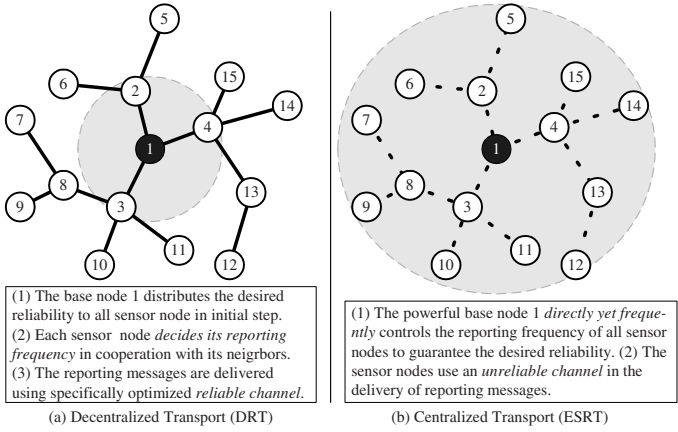 5
6
2
15
14
7
1
4
8
13
9
3
10
11
12
(1) The base node 1 distributes the desired
reliability to all sensor node in initial step.
(2) Each sensor node decides its reporting
frequency in cooperation with its neigrbors.
(3) The reporting messages are delivered
using specifically optimized reliable channel.
(a) Decentralized Transport (DRT)
5
6
2
15
14
7
1
4
8
13
9
3
10
11
12
(1) The powerful base node 1 directly yet freque-
ntly controls the reporting frequency of all sensor
nodes to guarantee the desired reliability. (2) The
sensor nodes use an unreliable channel in the
delivery of reporting messages.
(b) Centralized Transport (ESRT)